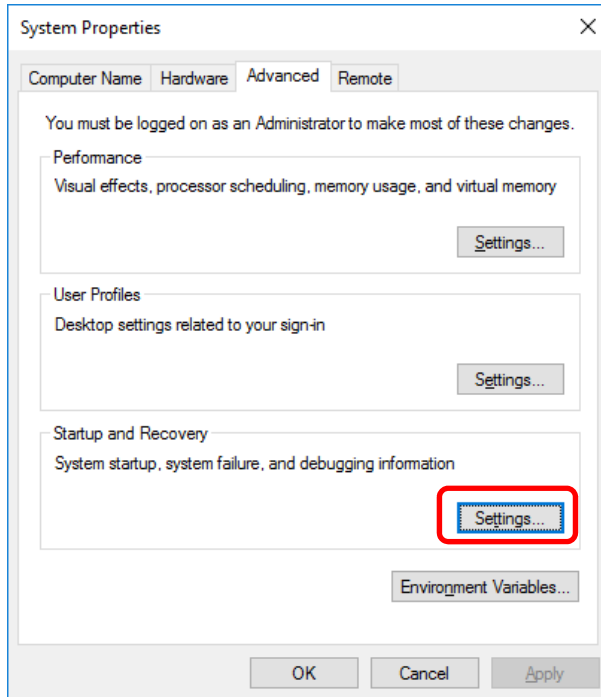 System Properties
Computer Name Hardware Advanced Remote
You must be logged on as an Administrator to make most of these changes.
Performance
Visual effects, processor scheduling, memory usage, and virtual memory
Settings...
User Profiles
Desktop settings related to your sign-in
Settings...
Startup and Recovery
System startup, system failure, and debugging information
Settings...
Environment Variables...
OK Cancel Apply